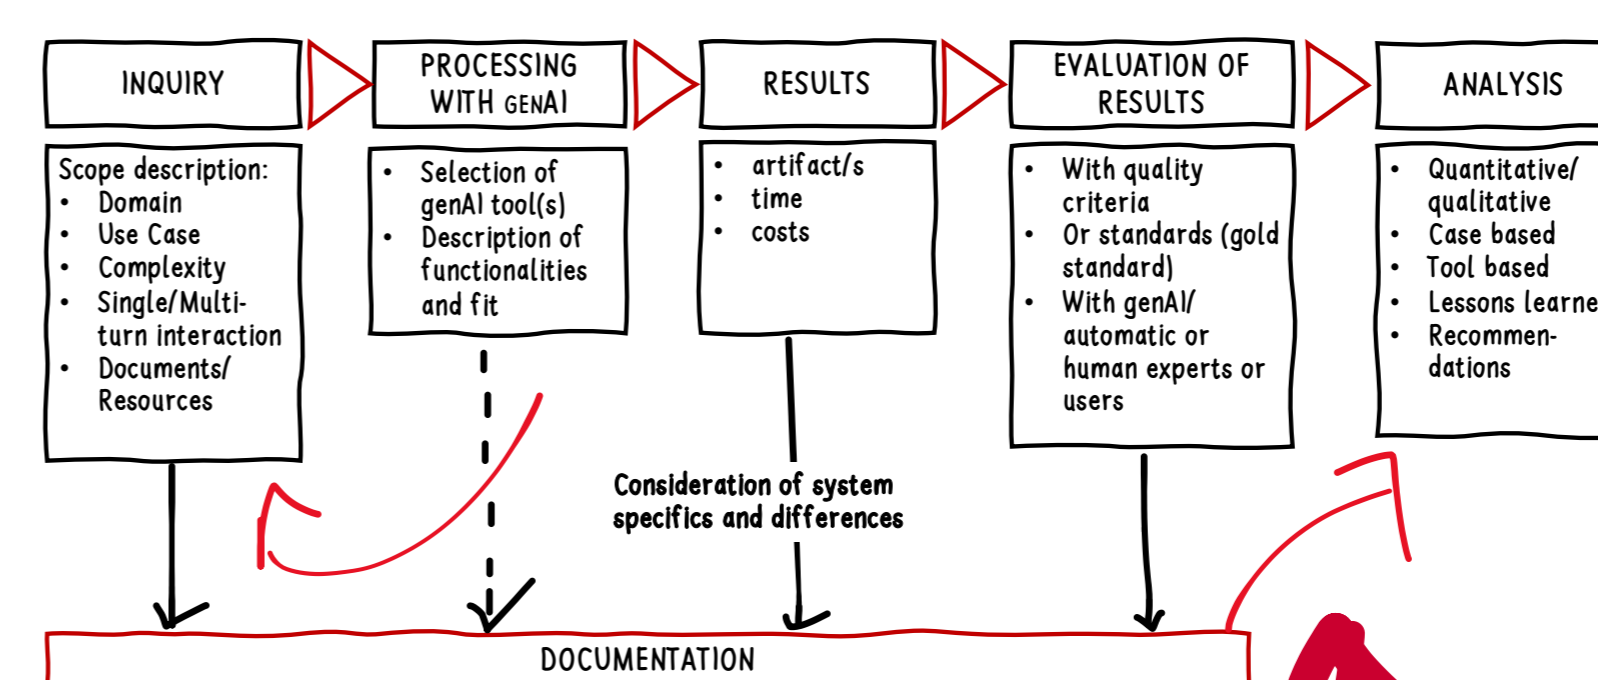 INQUIRY
PROCESSING
WITH GENAI
RESULTS
EVALUATION OF
RESULTS
ANALYSIS
Scope description:
• Domain
• Use Case
• Complexity
• Single/Multi-
turn interaction
• Documents/
Resources
• Selection of
genAI tool(s)
• Description of
functionalities
and fit
• artifact/s
• time
• costs
• With quality
criteria
• Or standards (gold
standard)
• With genAI/
automatic or
human experts or
users
• Quantitative/
qualitative
• Case based
• Tool based
• Lessons learne
• Recommen-
dations
Consideration of system
specifics and differences
DOCUMENTATION